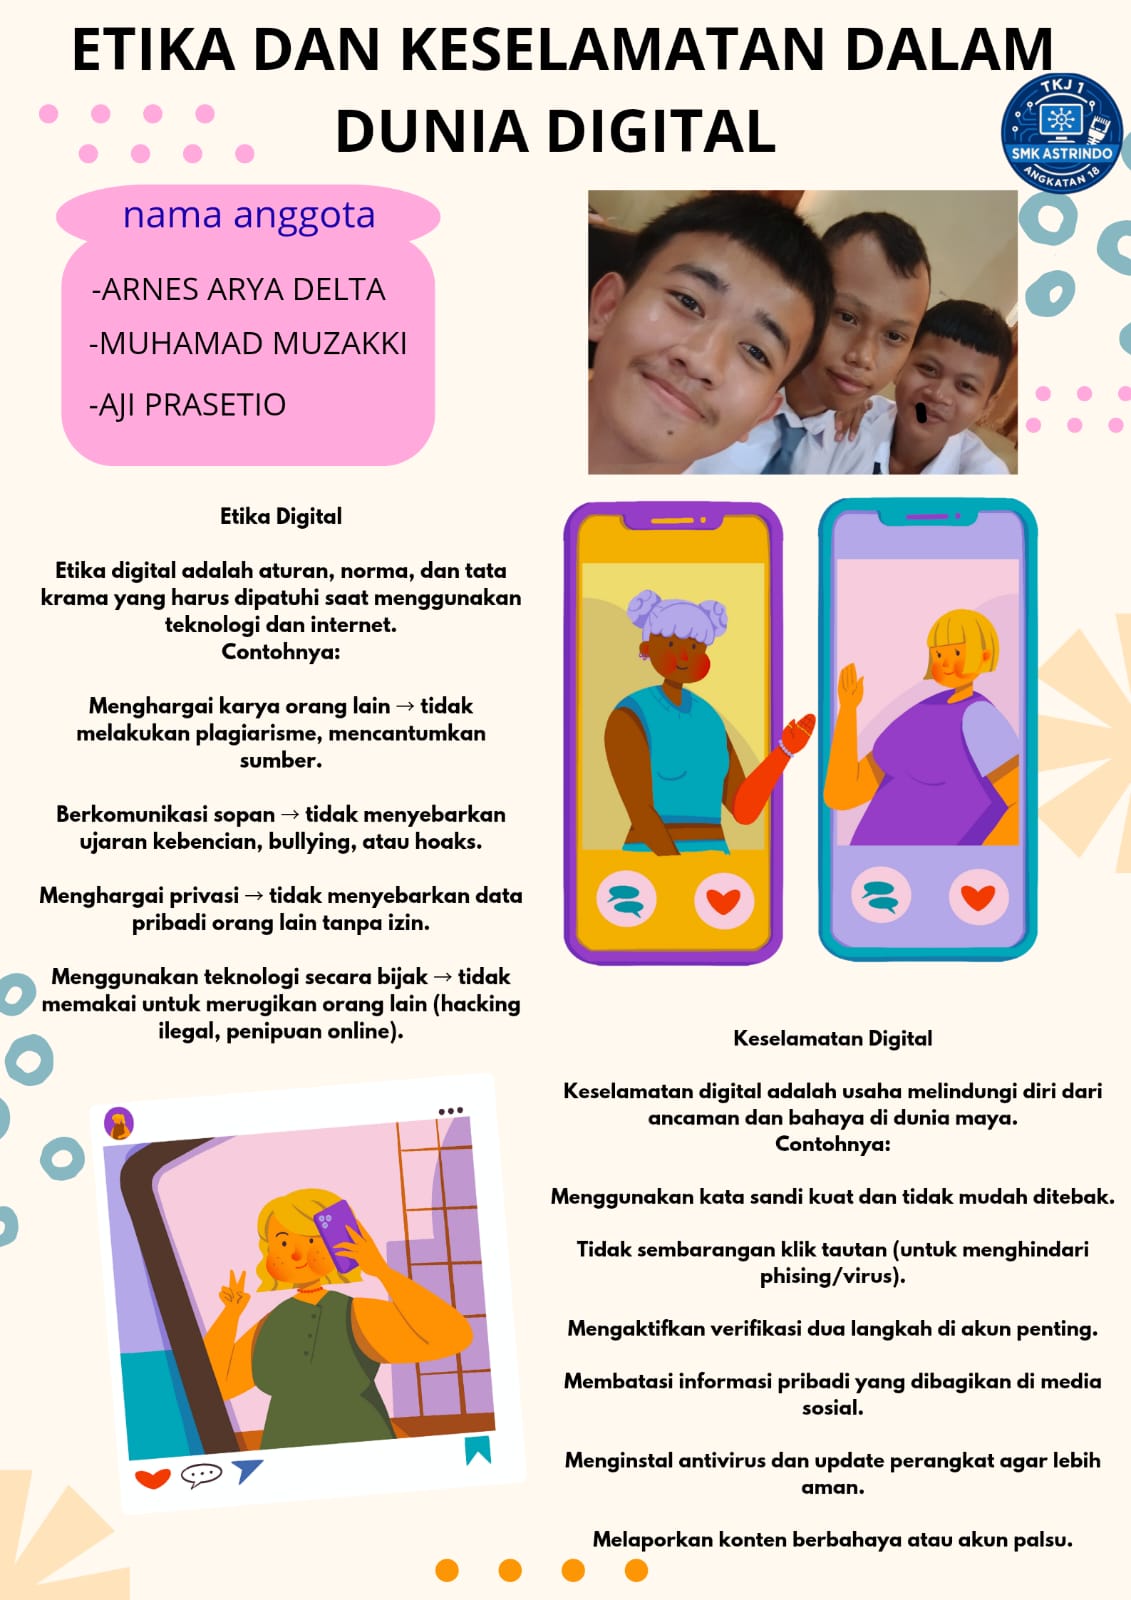 ETIKA DAN KESELAMATAN DALAM
DUNIA DIGITAL
TKJ 1
SMK ASTRINDO
ANGKATAN 18
nama anggota
-ARNES ARYA DELTA
-MUHAMAD MUZAKKI
-AJI PRASETIO
Etika Digital
Etika digital adalah aturan, norma, dan tata
krama yang harus dipatuhi saat menggunakan
teknologi dan internet.
Contohnya:
Menghargai karya orang lain → tidak
melakukan plagiarisme, mencantumkan
sumber.
Berkomunikasi sopan → tidak menyebarkan
ujaran kebencian, bullying, atau hoaks.
Menghargai privasi → tidak menyebarkan data
pribadi orang lain tanpa izin.
Menggunakan teknologi secara bijak → tidak
memakai untuk merugikan orang lain (hacking
ilegal, penipuan online).
Keselamatan Digital
Keselamatan digital adalah usaha melindungi diri dari
ancaman dan bahaya di dunia maya.
Contohnya:
Menggunakan kata sandi kuat dan tidak mudah ditebak.
Tidak sembarangan klik tautan (untuk menghindari
phising/virus).
Mengaktifkan verifikasi dua langkah di akun penting.
Membatasi informasi pribadi yang dibagikan di media
sosial.
Menginstal antivirus dan update perangkat agar lebih
aman.
Melaporkan konten berbahaya atau akun palsu.